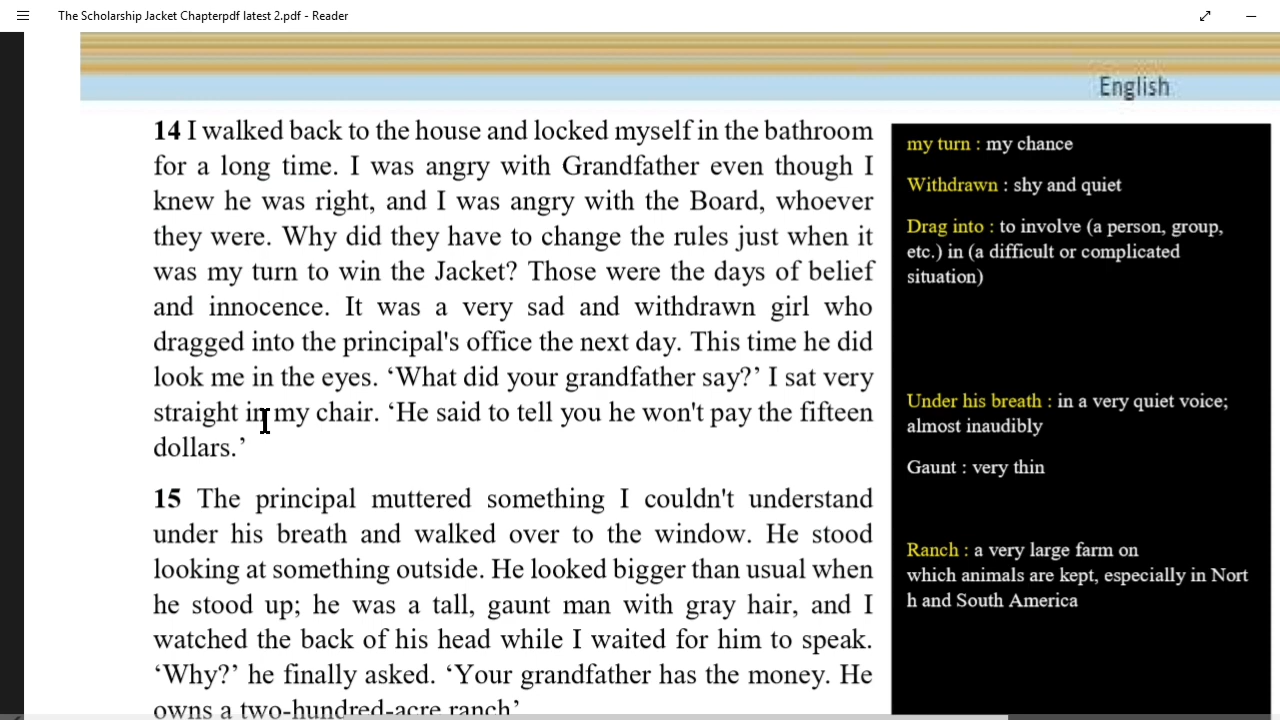 The Scholarship Jacket Chapterpdf latest 2.pdf - Reader
English
14 I walked back to the house and locked myself in the bathroom
for a long time. I was angry with Grandfather even though I
knew he was right, and I was angry with the Board, whoever
they were. Why did they have to change the rules just when it
was my turn to win the Jacket? Those were the days of belief
and innocence. It was a very sad and withdrawn girl who
dragged into the principal's office the next day. This time he did
look me in the eyes. ‘What did your grandfather say?’ I sat very
straight in my chair. ‘He said to tell you he won't pay the fifteen
dollars.’
15 The principal muttered something I couldn't understand
under his breath and walked over to the window. He stood
looking at something outside. He looked bigger than usual when
he stood up; he was a tall, gaunt man with gray hair, and I
watched the back of his head while I waited for him to speak.
‘Why?’ he finally asked. ‘Your grandfather has the money. He
owns a two-hundred-acre ranch’
my turn : my chance
Withdrawn : shy and quiet
Drag into : to involve (a person, group,
etc.) in (a difficult or complicated
situation)
Under his breath : in a very quiet voice;
almost inaudibly
Gaunt : very thin
Ranch : a very large farm on
which animals are kept, especially in Nort
h and South America